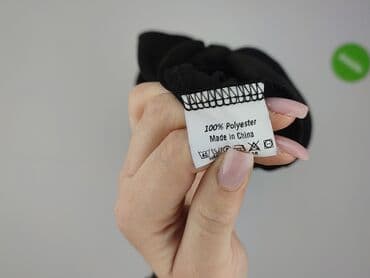 100% Polyester
Made in China